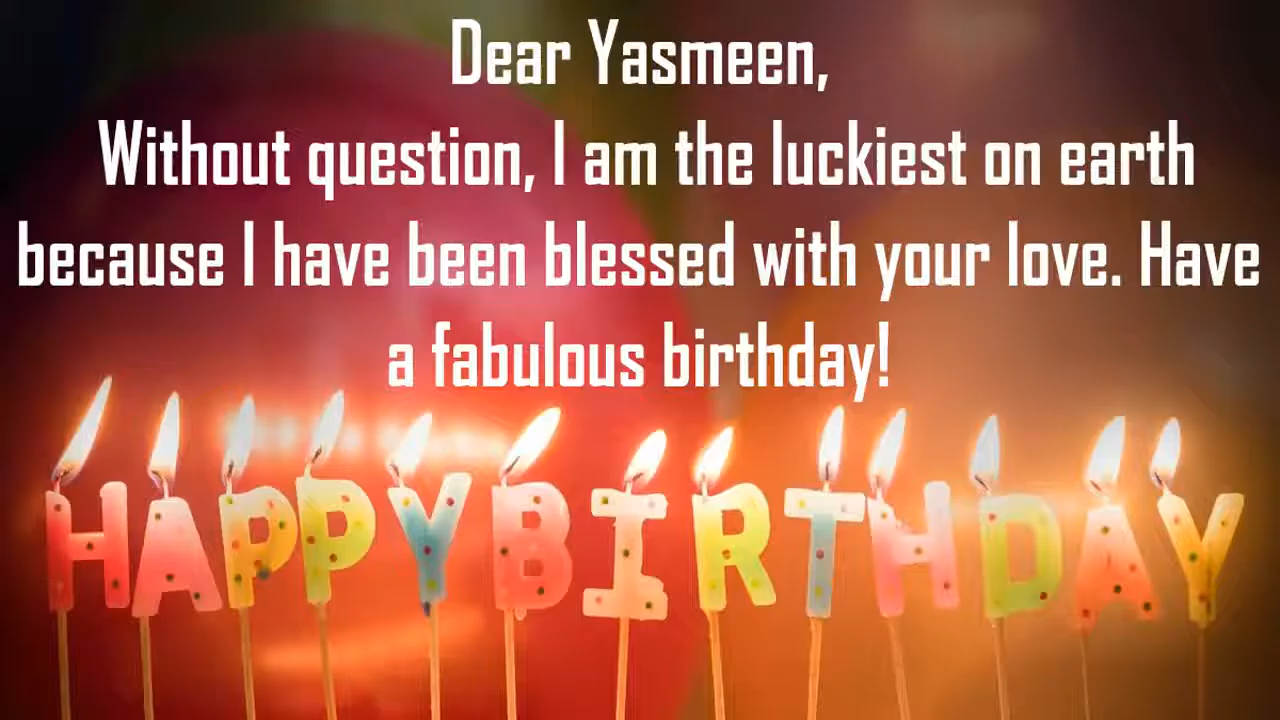 Dear Yasmeen,
Without question, I am the luckiest on earth
because I have been blessed with your love. Have
a fabulous birthday!
HAPPY BIRTHDAY